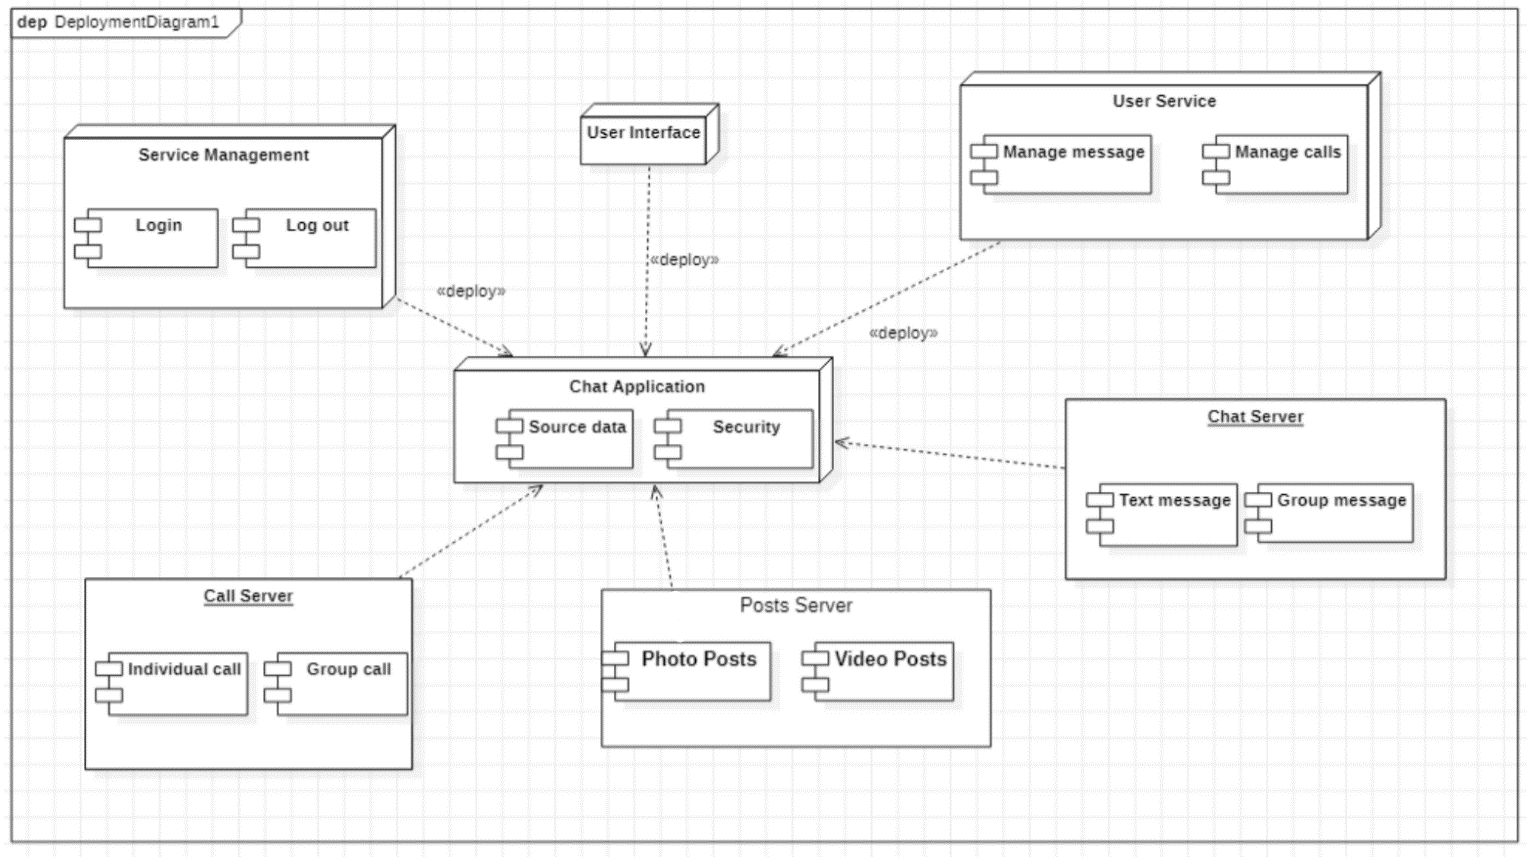 dep DeploymentDiagram1
User Service
Manage message
Manage calls
User Interface
Service Management
Login
Log out
«deploy»
«deploy»
«deploy»
Chat Application
Source data
Security
Chat Server
Text message
Group message
Call Server
Individual call
Group call
Posts Server
Photo Posts
Video Posts